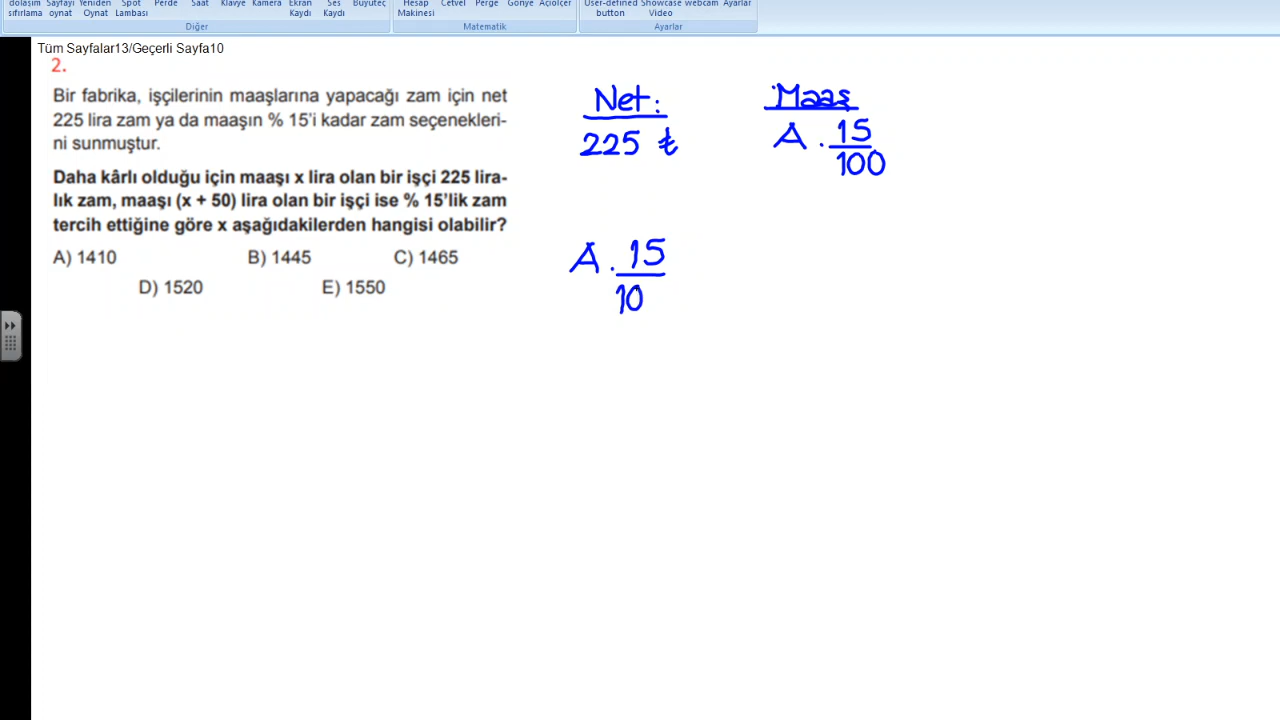 dolaşım Sayfayı Yeniden Spot Perde Saat Klavye Kamera Ekran Ses Büyüteç
sıfırlama oynat Oynat Lambası Kaydı Kaydı
Diğer
Hesap Cetvel Perge Gönye Açıölçer
Makinesi
Matematik
User-defined Showcase webcam Ayarlar
button Video
Ayarlar
Tüm Sayfalar13/Geçerli Sayfa10
2.
Bir fabrika, işçilerinin maaşlarına yapacağı zam için net
225 lira zam ya da maaşın % 15'i kadar zam seçenekleri-
ni sunmuştur.
Daha kârlı olduğu için maaşı x lira olan bir işçi 225 lira-
lık zam, maaşı (x + 50) lira olan bir işçi ise % 15'lik zam
tercih ettiğine göre x aşağıdakilerden hangisi olabilir?
A) 1410 B) 1445 C) 1465
D) 1520 E) 1550
Net:
225 ₺
Maaş
A . 15
100
A . 15
10